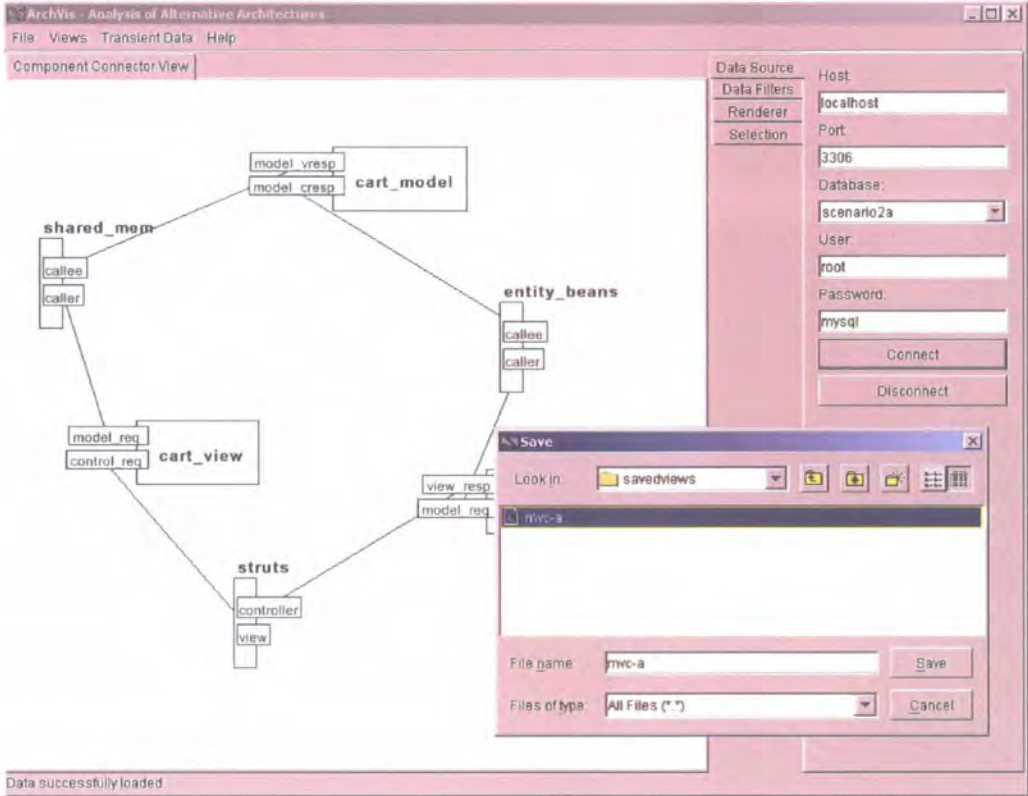 ArchVis - Analysis of Alternative Architectures
File Views Transient Data Help
Component Connector View
Data Source
Data Filters
Renderer
Selection
Host:
localhost
Port:
3306
Database:
scenario2a
User:
root
Password:
mysql
Connect
Disconnect
model_vresp
model_cresp
cart_model
shared_mem
callee
caller
entity_beans
callee
caller
model_req
control_req
cart_view
view_resp
model_req
struts
controller
view
Save
Look in:
savedviews
mvc-a
File name:
mvc-a
Save
Files of type:
All Files (*.*)
Cancel
Data successfully loaded